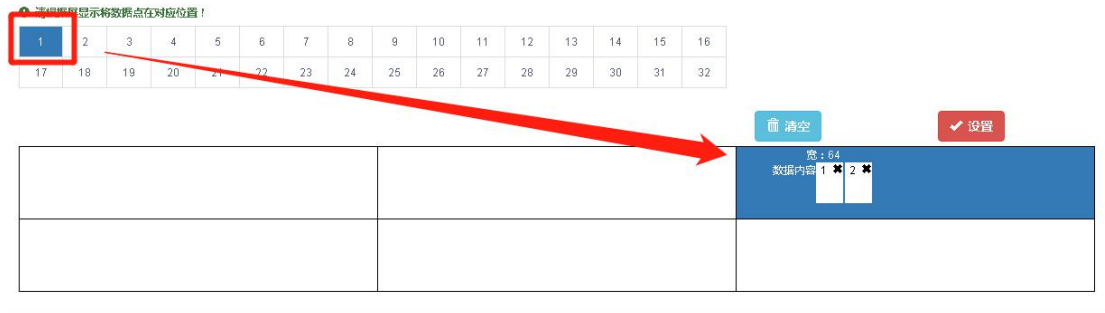 请根据屏显示将数据点在对应位置！
1 2 3 4 5 6 7 8 9 10 11 12 13 14 15 16
17 18 19 20 21 22 23 24 25 26 27 28 29 30 31 32
清空 设置
宽：64
数据内容 1 2